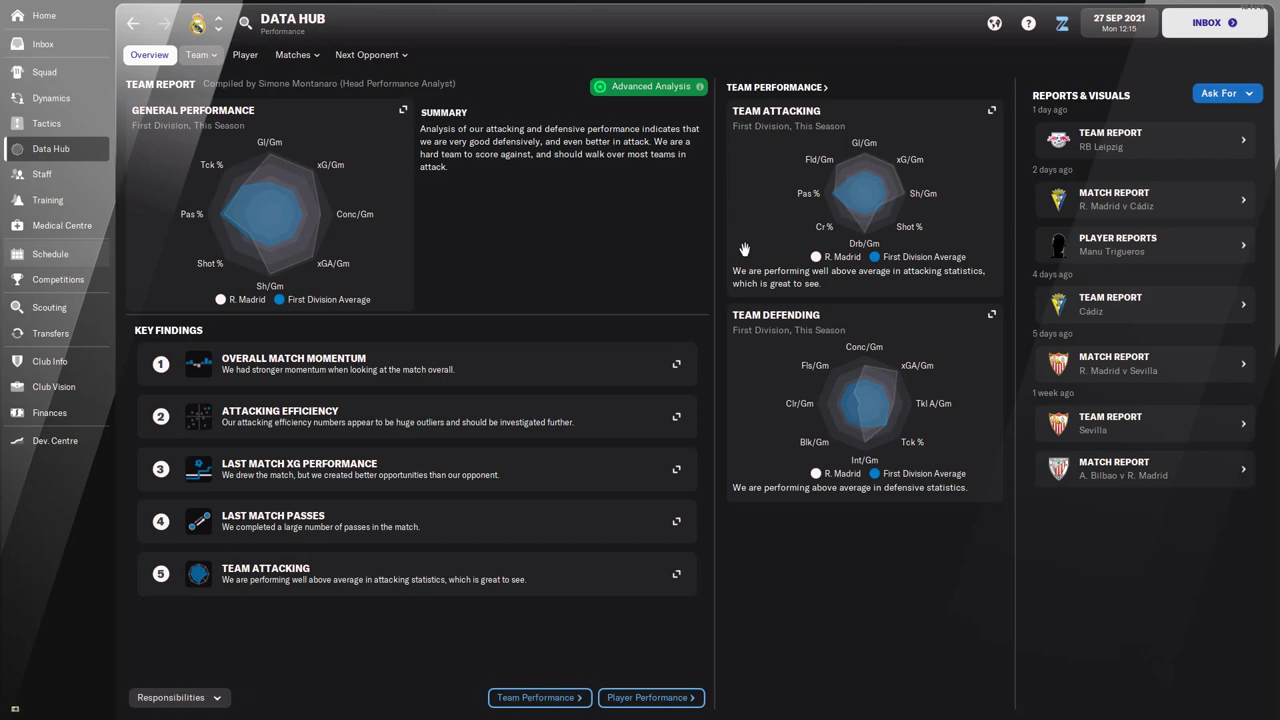 Home
Inbox
Squad
Dynamics
Tactics
Data Hub
Staff
Training
Medical Centre
Schedule
Competitions
Scouting
Transfers
Club Info
Club Vision
Finances
Dev. Centre
DATA HUB
Performance
27 SEP 2021
Mon 12:15
INBOX
Overview
Team
Player
Matches
Next Opponent
TEAM REPORT Compiled by Simone Montanaro (Head Performance Analyst)
Advanced Analysis
GENERAL PERFORMANCE
First Division, This Season
Gl/Gm
Tck %
xG/Gm
Pas %
Conc/Gm
Shot %
xGA/Gm
Sh/Gm
R. Madrid
First Division Average
SUMMARY
Analysis of our attacking and defensive performance indicates that
we are very good defensively, and even better in attack. We are a
hard team to score against, and should walk over most teams in
attack.
KEY FINDINGS
1
OVERALL MATCH MOMENTUM
We had stronger momentum when looking at the match overall.
2
ATTACKING EFFICIENCY
Our attacking efficiency numbers appear to be huge outliers and should be investigated further.
3
LAST MATCH XG PERFORMANCE
We drew the match, but we created better opportunities than our opponent.
4
LAST MATCH PASSES
We completed a large number of passes in the match.
5
TEAM ATTACKING
We are performing well above average in attacking statistics, which is great to see.
Responsibilities
Team Performance >
Player Performance >
TEAM PERFORMANCE >
TEAM ATTACKING
First Division, This Season
Gl/Gm
Fld/Gm
xG/Gm
Pas %
Sh/Gm
Cr %
Shot %
Drb/Gm
R. Madrid
First Division Average
We are performing well above average in attacking statistics,
which is great to see.
TEAM DEFENDING
First Division, This Season
Conc/Gm
Fls/Gm
xGA/Gm
Clr/Gm
Tkl A/Gm
Blk/Gm
Tck %
Int/Gm
R. Madrid
First Division Average
We are performing above average in defensive statistics.
REPORTS & VISUALS
Ask For
1 day ago
TEAM REPORT
RB Leipzig
2 days ago
MATCH REPORT
R. Madrid v Cádiz
PLAYER REPORTS
Manu Trigueros
4 days ago
TEAM REPORT
Cádiz
5 days ago
MATCH REPORT
R. Madrid v Sevilla
1 week ago
TEAM REPORT
Sevilla
MATCH REPORT
A. Bilbao v R. Madrid